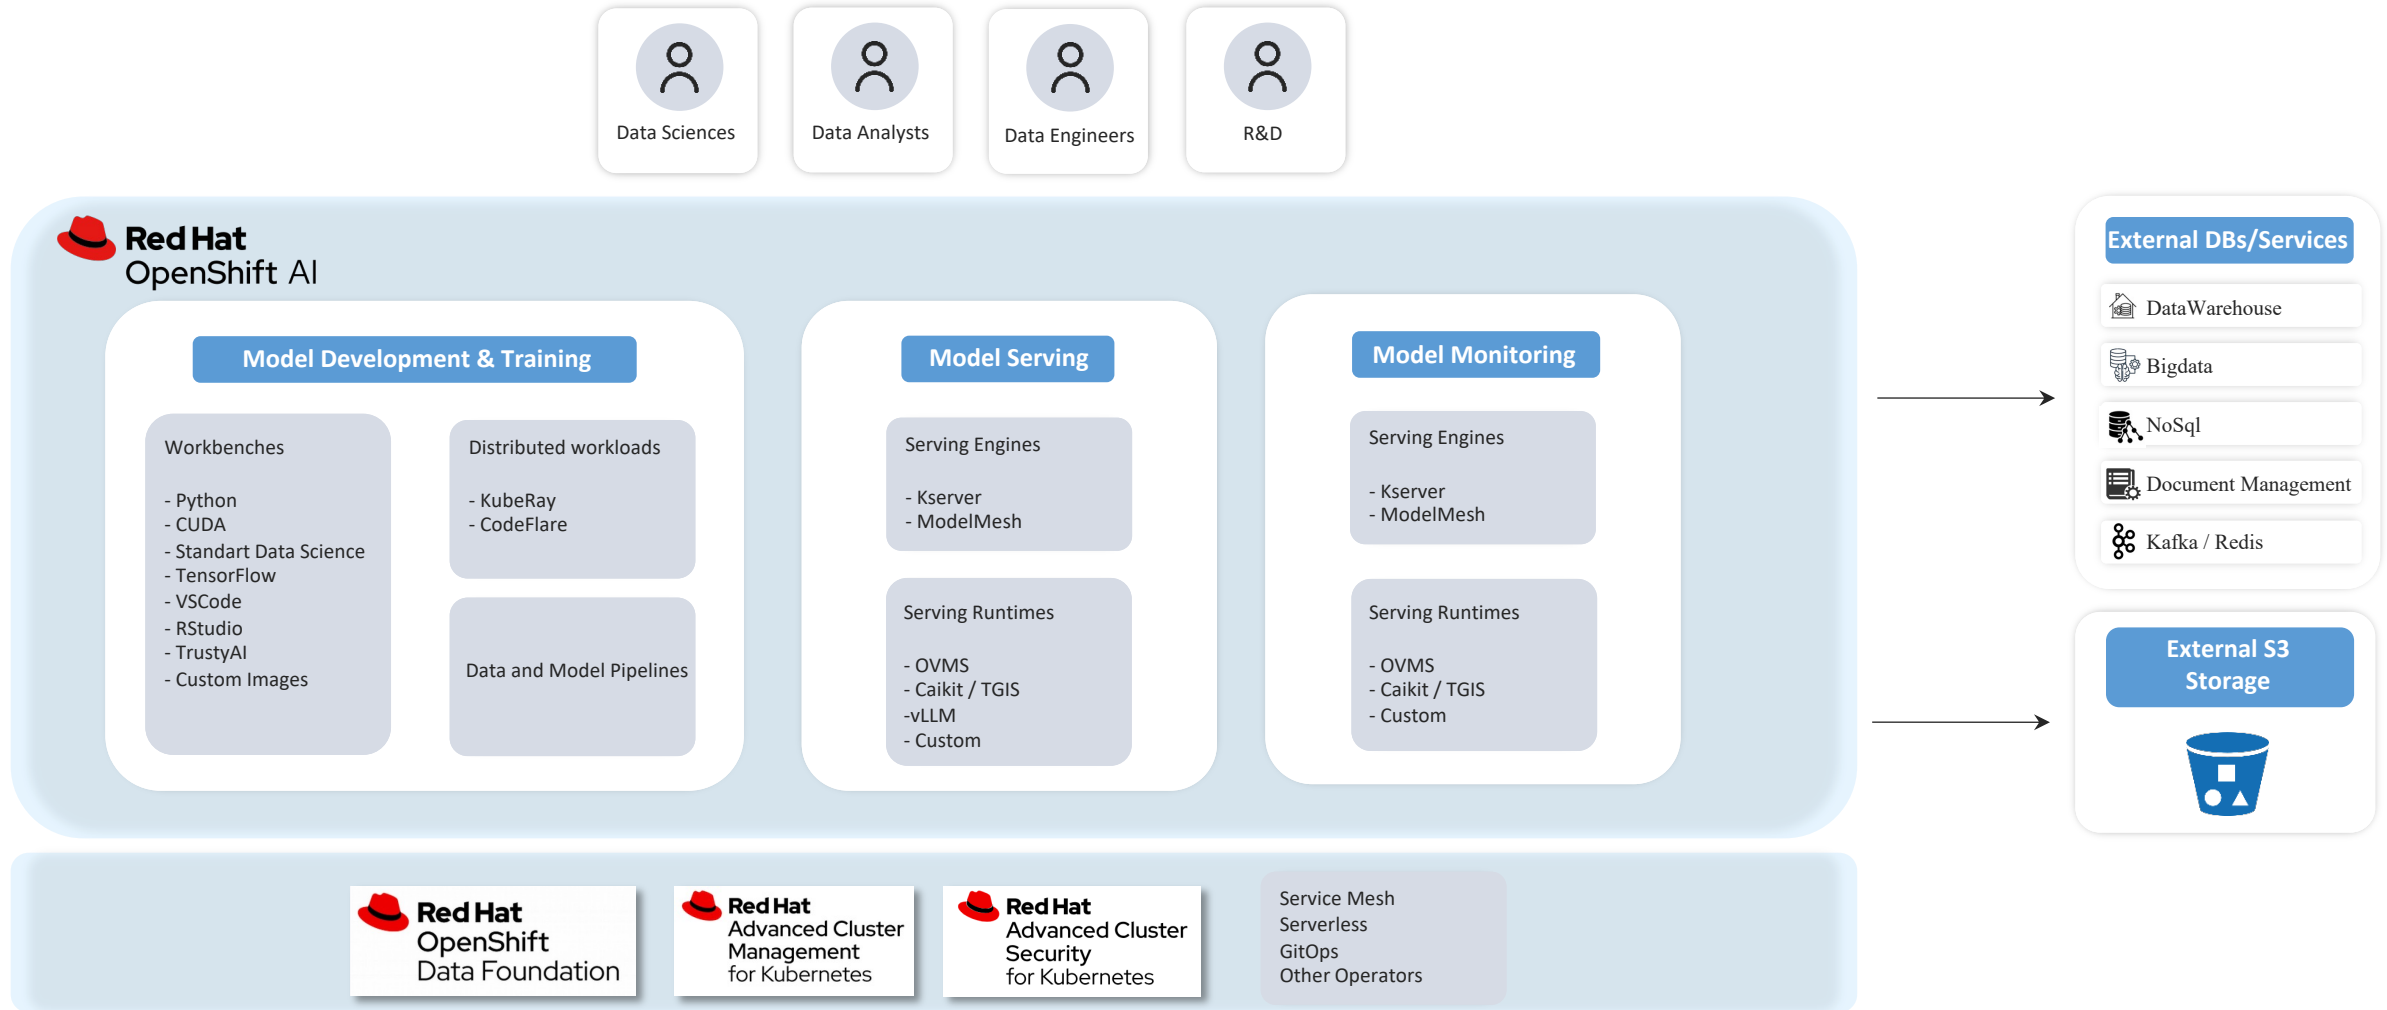 Data Sciences
Data Analysts
Data Engineers
R&D
Red Hat
OpenShift AI
Model Development & Training
Workbenches
- Python
- CUDA
- Standart Data Science
- TensorFlow
- VSCode
- RStudio
- TrustyAI
- Custom Images
Distributed workloads
- KubeRay
- CodeFlare
Data and Model Pipelines
Model Serving
Serving Engines
- Kserver
- ModelMesh
Serving Runtimes
- OVMS
- Caikit / TGIS
-vLLM
- Custom
Model Monitoring
Serving Engines
- Kserver
- ModelMesh
Serving Runtimes
- OVMS
- Caikit / TGIS
- Custom
External DBs/Services
DataWarehouse
Bigdata
NoSql
Document Management
Kafka / Redis
External S3
Storage
Red Hat
OpenShift
Data Foundation
Red Hat
Advanced Cluster
Management
for Kubernetes
Red Hat
Advanced Cluster
Security
for Kubernetes
Service Mesh
Serverless
GitOps
Other Operators